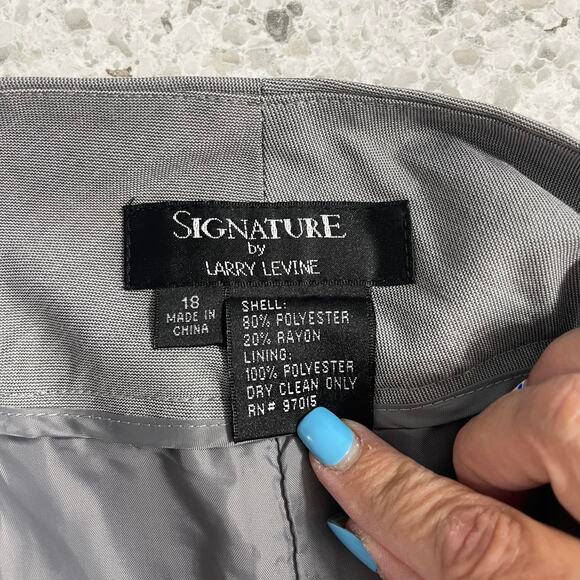 SIGNATURE
by
LARRY LEVINE
18
MADE IN
CHINA
SHELL:
80% POLYESTER
20% RAYON
LINING:
100% POLYESTER
DRY CLEAN ONLY
RN# 97015